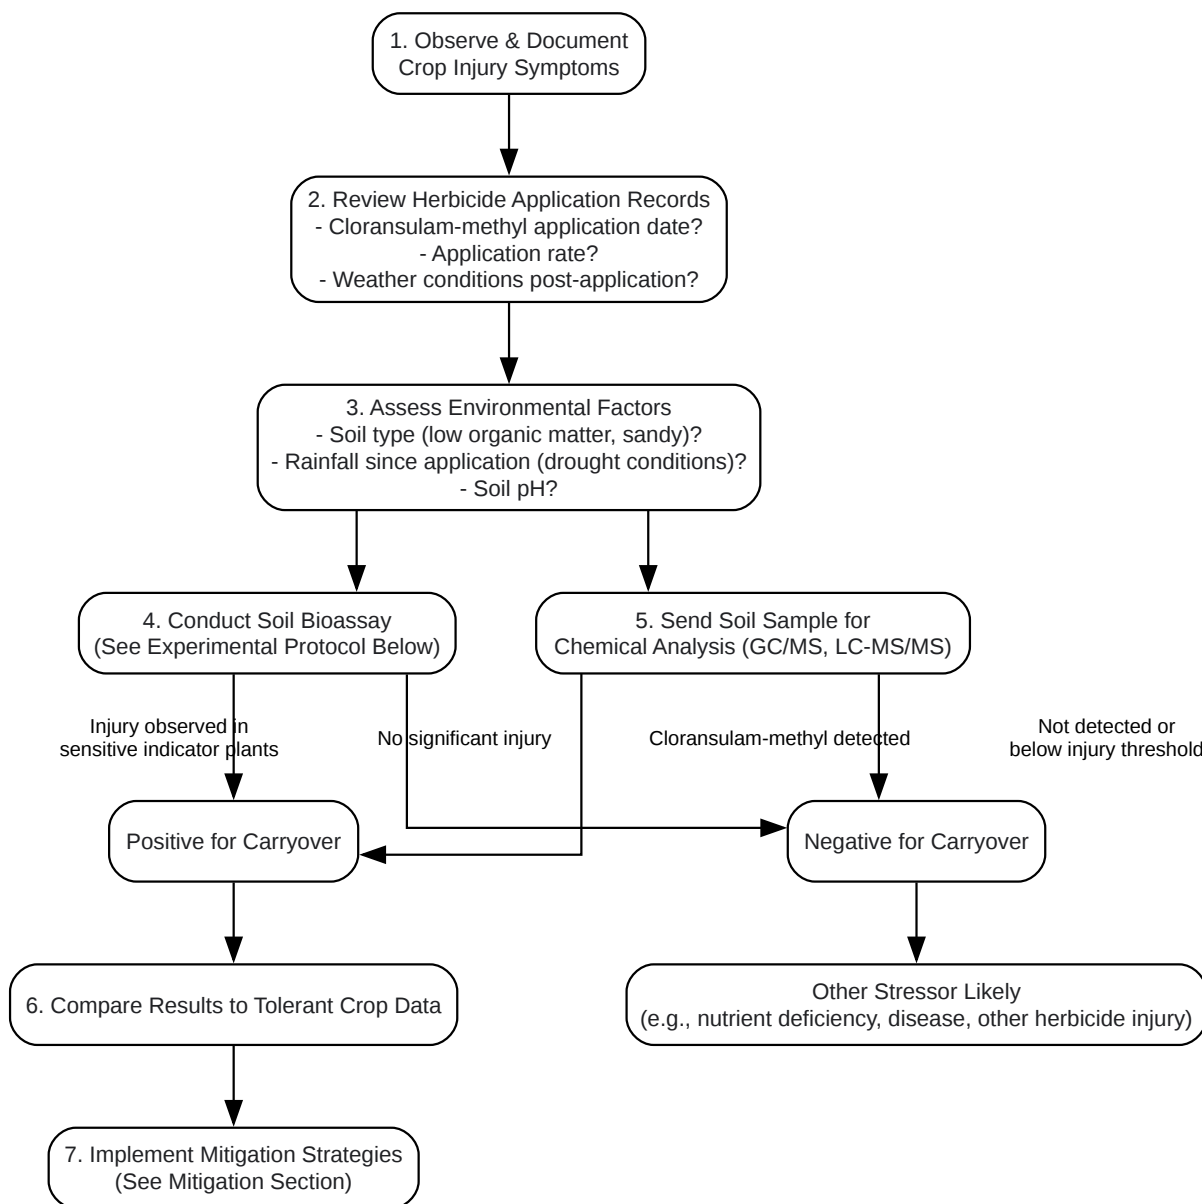 1. Observe & Document
Crop Injury Symptoms
2. Review Herbicide Application Records
- Cloransulam-methyl application date?
- Application rate?
- Weather conditions post-application?
3. Assess Environmental Factors
- Soil type (low organic matter, sandy)?
- Rainfall since application (drought conditions)?
- Soil pH?
4. Conduct Soil Bioassay
(See Experimental Protocol Below)
5. Send Soil Sample for
Chemical Analysis (GC/MS, LC-MS/MS)
Injury observed in
sensitive indicator plants
No significant injury
Cloransulam-methyl detected
Not detected or
below injury threshold
Positive for Carryover
Negative for Carryover
6. Compare Results to Tolerant Crop Data
Other Stressor Likely
(e.g., nutrient deficiency, disease, other herbicide injury)
7. Implement Mitigation Strategies
(See Mitigation Section)